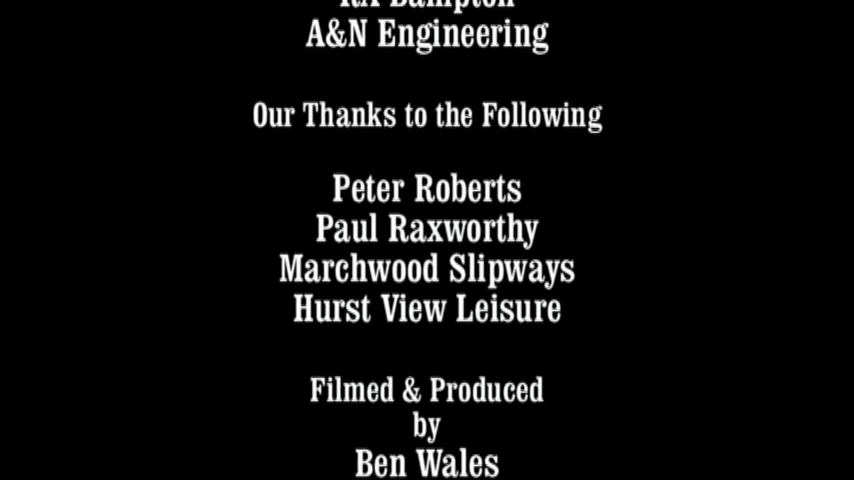 Bampton
A&N Engineering
Our Thanks to the Following
Peter Roberts
Paul Raxworthy
Marchwood Slipways
Hurst View Leisure
Filmed & Produced
by
Ben Wales